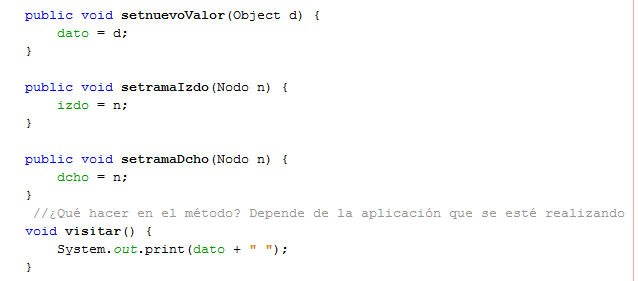 public void setnuevoValor(Object d) {
dato = d;
}
public void setramaIzdo(Nodo n) {
izdo = n;
}
public void setramaDcho(Nodo n) {
dcho = n;
}
//¿Qué hacer en el método? Depende de la aplicación que se esté realizando
void visitar() {
System.out.print(dato + " ");
}